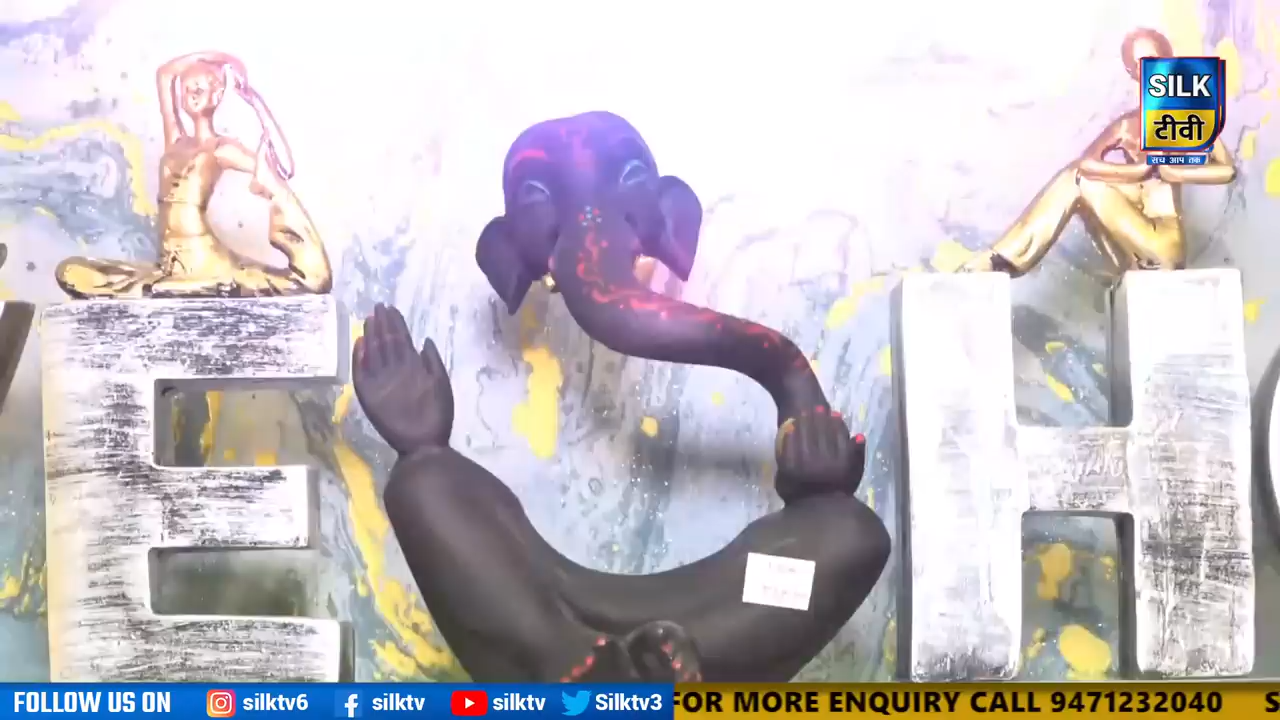 SILK
टीवी
सच आप तक
E H
FOLLOW US ON silktv6 silktv silktv Silktv3 FOR MORE ENQUIRY CALL 9471232040 S